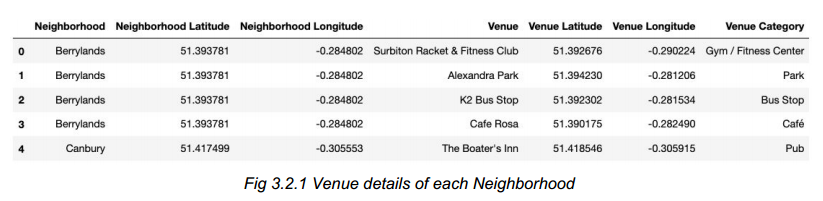 Neighborhood Neighborhood Latitude Neighborhood Longitude Venue Venue Latitude Venue Longitude Venue Category
0 Berrylands 51.393781 -0.284802 Surbiton Racket & Fitness Club 51.392676 -0.290224 Gym / Fitness Center
1 Berrylands 51.393781 -0.284802 Alexandra Park 51.394230 -0.281206 Park
2 Berrylands 51.393781 -0.284802 K2 Bus Stop 51.392302 -0.281534 Bus Stop
3 Berrylands 51.393781 -0.284802 Cafe Rosa 51.390175 -0.282490 Café
4 Canbury 51.417499 -0.305553 The Boater's Inn 51.418546 -0.305915 Pub
Fig 3.2.1 Venue details of each Neighborhood